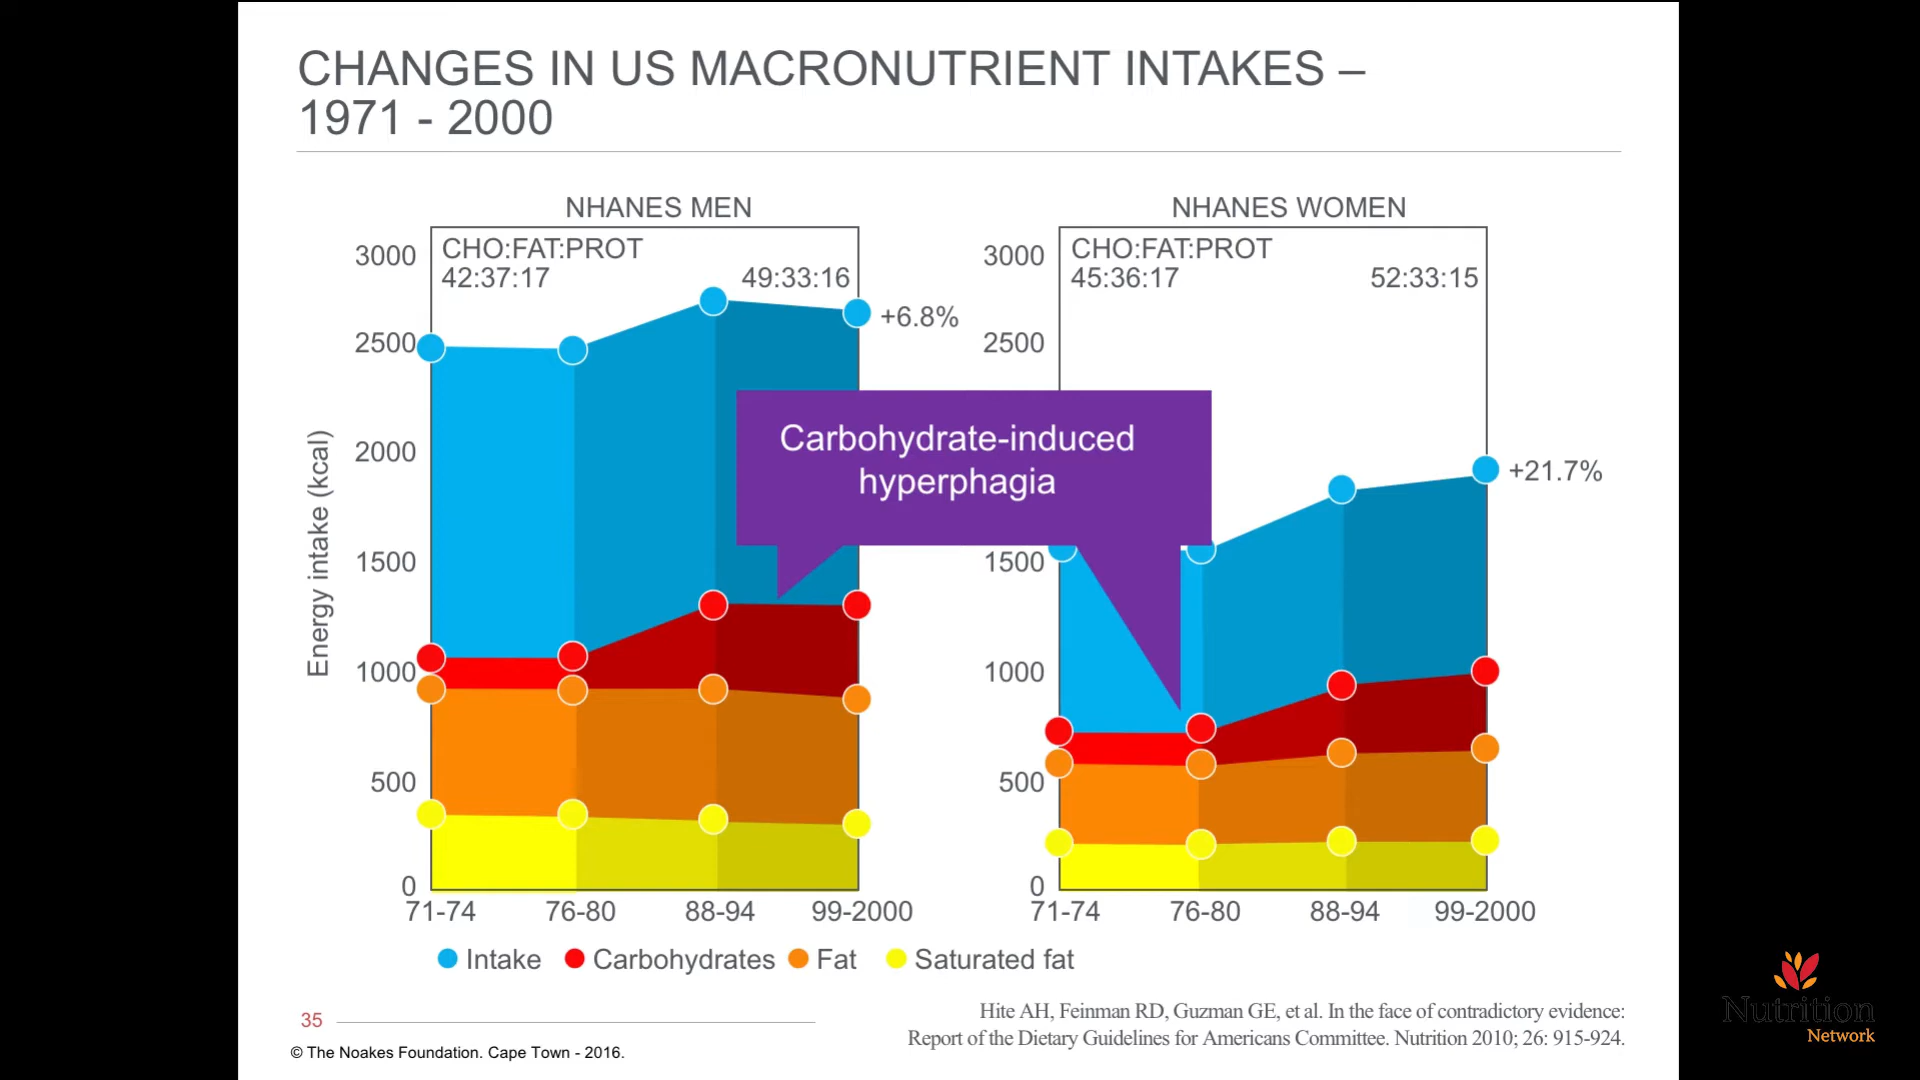 CHANGES IN US MACRONUTRIENT INTAKES –
1971 - 2000
NHANES MEN
CHO:FAT:PROT
42:37:17
49:33:16
+6.8%
3000
2500
2000
1500
1000
500
0
Energy intake (kcal)
71-74
76-80
88-94
99-2000
NHANES WOMEN
CHO:FAT:PROT
45:36:17
52:33:15
+21.7%
3000
2500
1500
1000
500
0
71-74
76-80
88-94
99-2000
Carbohydrate-induced
hyperphagia
Intake
Carbohydrates
Fat
Saturated fat
Hite AH, Feinman RD, Guzman GE, et al. In the face of contradictory evidence:
Report of the Dietary Guidelines for Americans Committee. Nutrition 2010; 26: 915-924.
35
© The Noakes Foundation. Cape Town - 2016.
Nutrition
Network